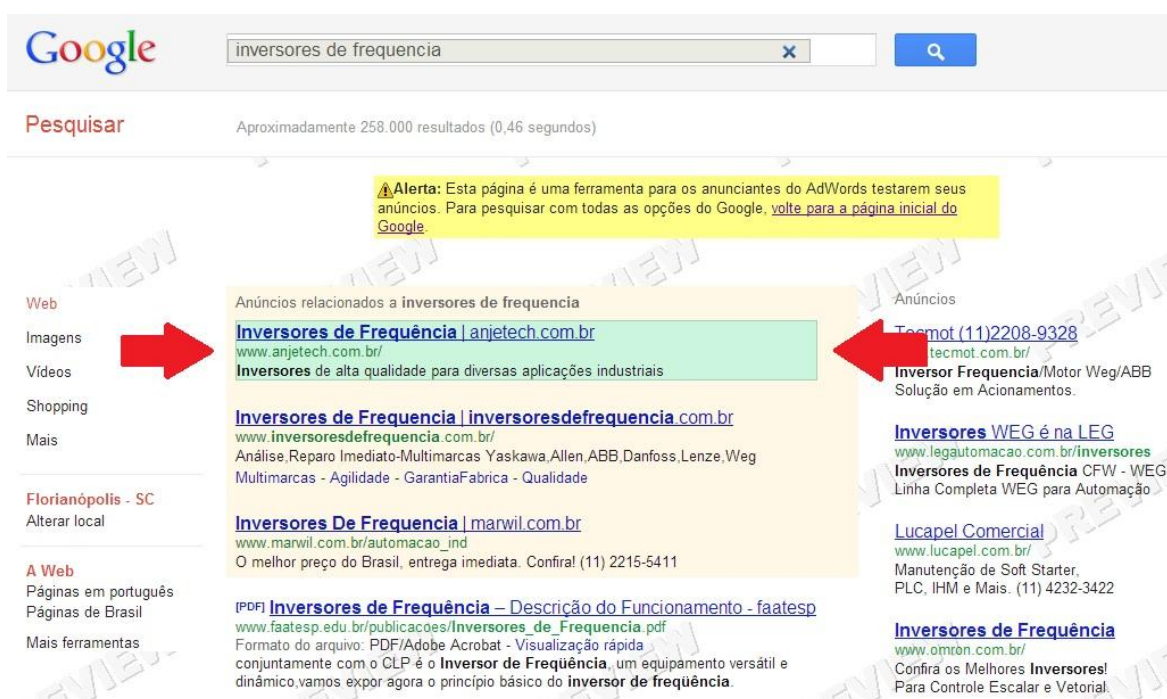 Google
inversores de frequencia
Pesquisar
Aproximadamente 258.000 resultados (0,46 segundos)
Alerta: Esta página é uma ferramenta para os anunciantes do AdWords testarem seus
anúncios. Para pesquisar com todas as opções do Google, volte para a página inicial do
Google.
Web
Imagens
Vídeos
Shopping
Mais
Florianópolis - SC
Alterar local
A Web
Páginas em português
Páginas de Brasil
Mais ferramentas
Anúncios relacionados a inversores de frequencia
Inversores de Frequência | anjetech.com.br
www.anjetech.com.br/
Inversores de alta qualidade para diversas aplicações industriais
Inversores de Frequencia | inversoresdefrequencia.com.br
www.inversoresdefrequencia.com.br/
Análise,Reparo Imediato-Multimarcas Yaskawa,Allen,ABB,Danfoss,Lenze,Weg
Multimarcas - Agilidade - GarantiaFabrica - Qualidade
Inversores De Frequencia | marwil.com.br
www.marwil.com.br/automacao_ind
O melhor preço do Brasil, entrega imediata. Confira! (11) 2215-5411
[PDF] Inversores de Frequência – Descrição do Funcionamento - faatesp
www.faatesp.edu.br/publicacoes/Inversores_de_Frequencia.pdf
Formato do arquivo: PDF/Adobe Acrobat - Visualização rápida
conjuntamente com o CLP é o Inversor de Freqüência, um equipamento versátil e
dinâmico,vamos expor agora o princípio básico do inversor de freqüência.
Anúncios
Tecmot (11)2208-9328
tecmot.com.br/
Inversor Frequencia/Motor Weg/ABB
Solução em Acionamentos.
Inversores WEG é na LEG
www.legautomacao.com.br/inversores
Inversores de Frequência CFW - WEG
Linha Completa WEG para Automação
Lucapel Comercial
www.lucapel.com.br/
Manutenção de Soft Starter,
PLC, IHM e Mais. (11) 4232-3422
Inversores de Frequência
www.omron.com.br/
Confira os Melhores Inversores!
Para Controle Escalar e Vetorial.
PREVIEW